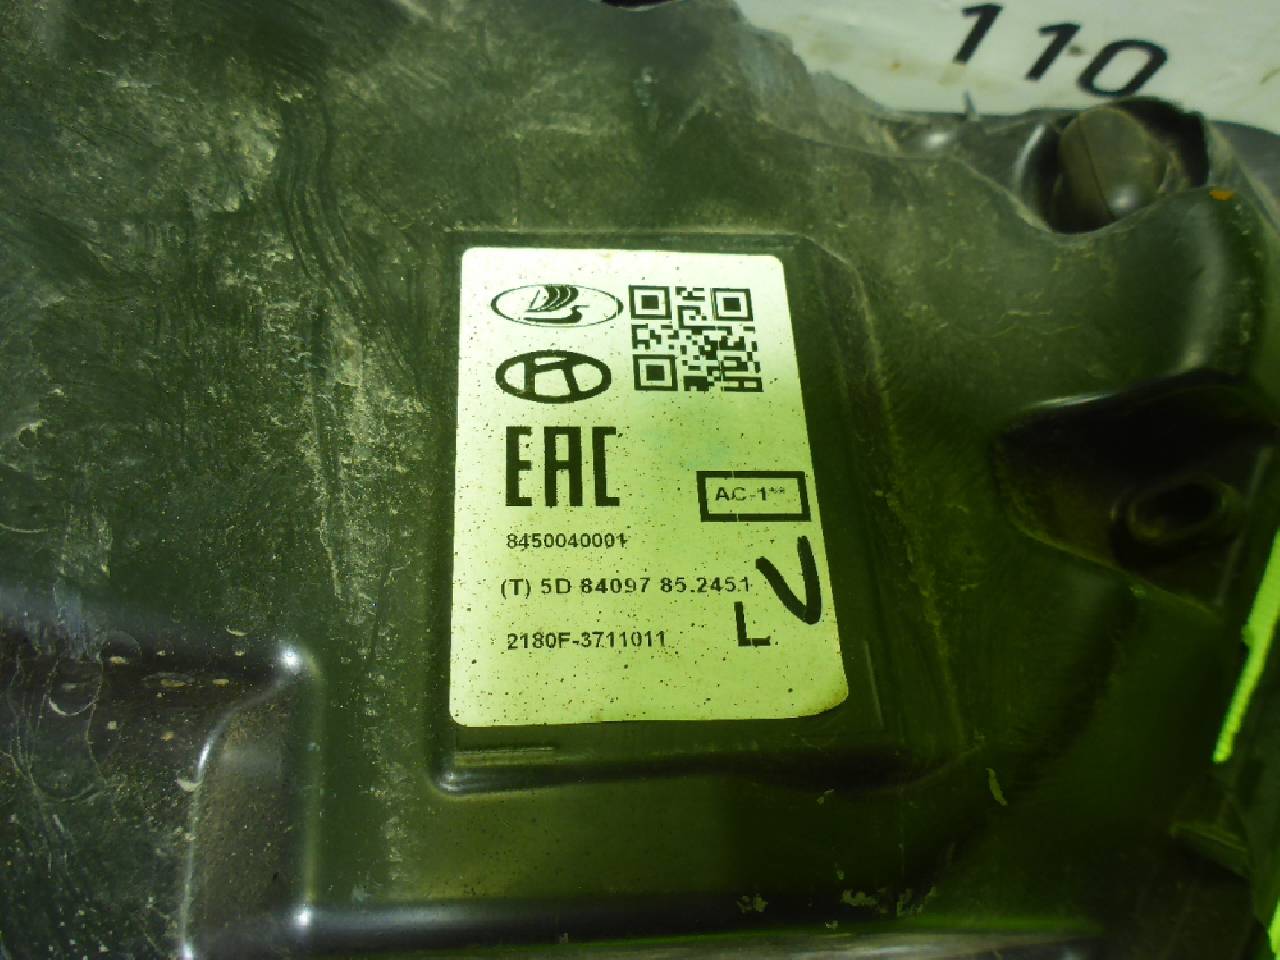 110
EAC
AC-1**
8450040001
(T) 5D 84097 85.2451
L V
2180F-3711011